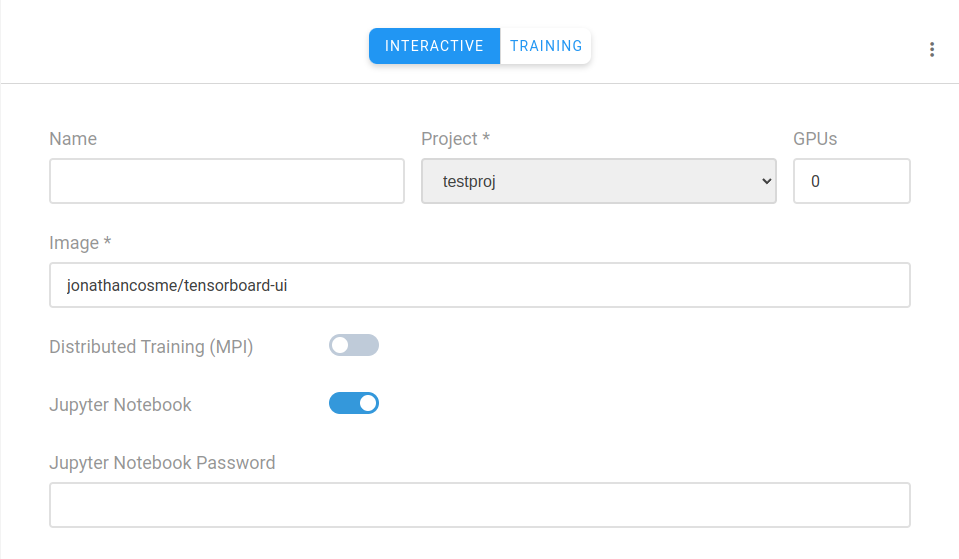 INTERACTIVE TRAINING
Name Project * GPUs
testproj 0
Image *
jonathancosme/tensorboard-ui
Distributed Training (MPI)
Jupyter Notebook
Jupyter Notebook Password